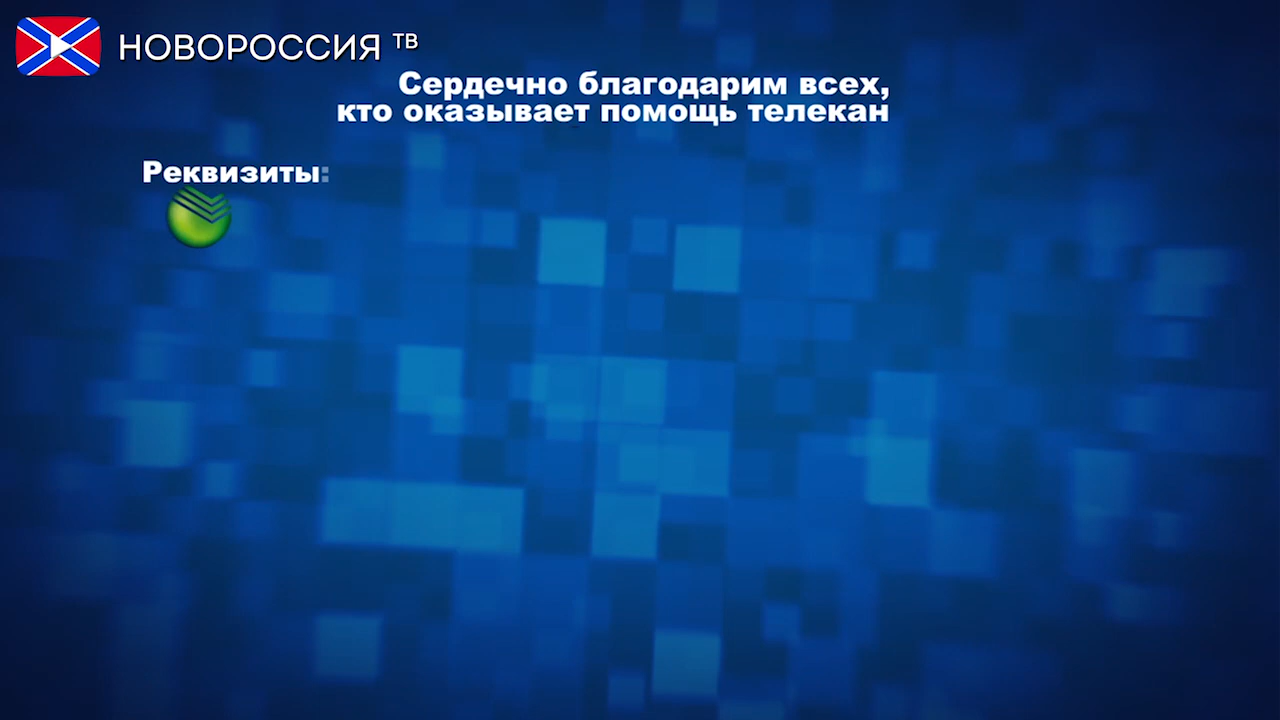 НОВОРОССИЯ ТВ
Сердечно благодарим всех,
кто оказывает помощь телекан
Реквизиты: